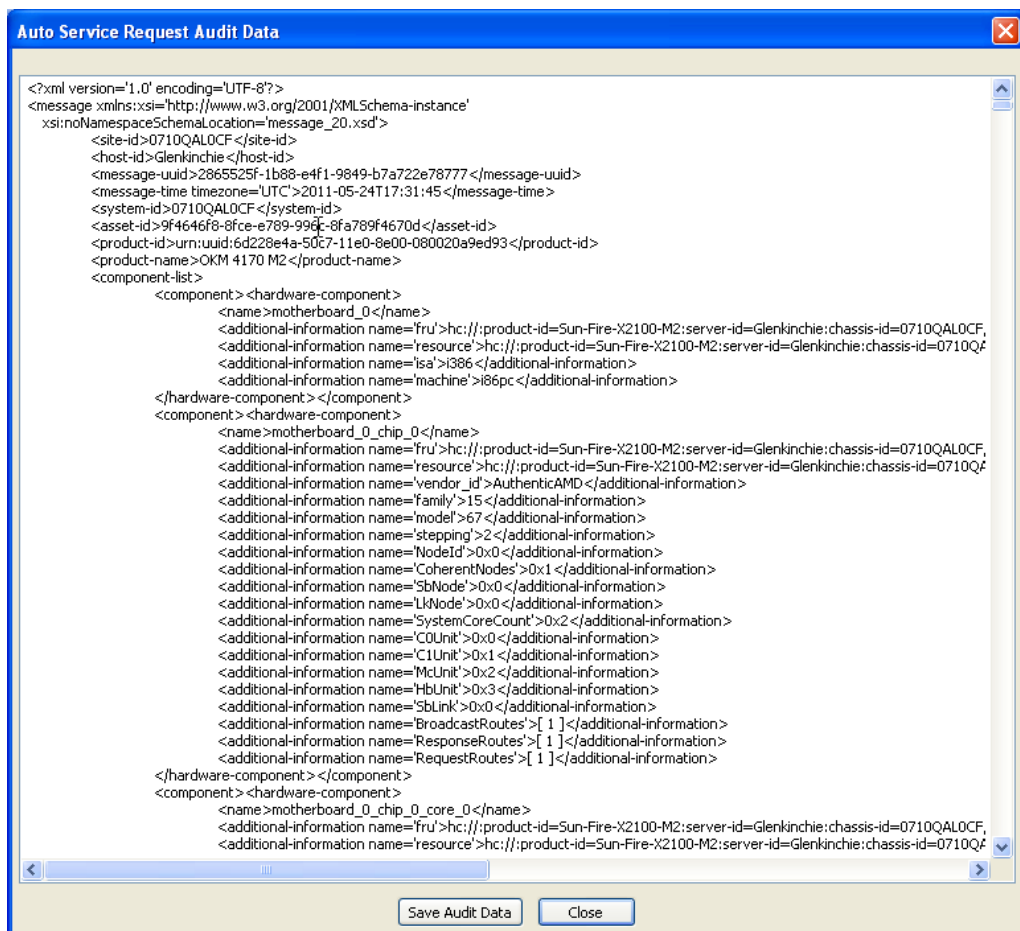 Auto Service Request Audit Data
<?xml version='1.0' encoding='UTF-8'?>
<message xmlns:xsi='http://www.w3.org/2001/XMLSchema-instance'
xsi:noNamespaceSchemaLocation='message_20.xsd'>
<site-id>0710QAL0CF</site-id>
<host-id>Glenkinchie</host-id>
<message-uuid>2865525f-1b88-e4f1-9849-b7a722e78777</message-uuid>
<message-time timezone='UTC'>2011-05-24T17:31:45</message-time>
<system-id>0710QAL0CF</system-id>
<asset-id>9f4646f8-8fce-e789-996c-8fa789f4670d</asset-id>
<product-id>urn:uuid:6d228e4a-50c7-11e0-8e00-080020a9ed93</product-id>
<product-name>OKM 4170 M2</product-name>
<component-list>
<component><hardware-component>
<name>motherboard_0</name>
<additional-information name='fru'>hc://:product-id=Sun-Fire-X2100-M2:server-id=Glenkinchie:chassis-id=0710QAL0CF,
<additional-information name='resource'>hc://:product-id=Sun-Fire-X2100-M2:server-id=Glenkinchie:chassis-id=0710QA
<additional-information name='isa'>i386</additional-information>
<additional-information name='machine'>i86pc</additional-information>
</hardware-component></component>
<component><hardware-component>
<name>motherboard_0_chip_0</name>
<additional-information name='fru'>hc://:product-id=Sun-Fire-X2100-M2:server-id=Glenkinchie:chassis-id=0710QAL0CF,
<additional-information name='resource'>hc://:product-id=Sun-Fire-X2100-M2:server-id=Glenkinchie:chassis-id=0710QA
<additional-information name='vendor_id'>AuthenticAMD</additional-information>
<additional-information name='family'>15</additional-information>
<additional-information name='model'>67</additional-information>
<additional-information name='stepping'>2</additional-information>
<additional-information name='NodeId'>0x0</additional-information>
<additional-information name='CoherentNodes'>0x1</additional-information>
<additional-information name='SbNode'>0x0</additional-information>
<additional-information name='LkNode'>0x0</additional-information>
<additional-information name='SystemCoreCount'>0x2</additional-information>
<additional-information name='C0Unit'>0x0</additional-information>
<additional-information name='C1Unit'>0x1</additional-information>
<additional-information name='McUnit'>0x2</additional-information>
<additional-information name='HbUnit'>0x3</additional-information>
<additional-information name='SbLink'>0x0</additional-information>
<additional-information name='BroadcastRoutes'>[ 1 ]</additional-information>
<additional-information name='ResponseRoutes'>[ 1 ]</additional-information>
<additional-information name='RequestRoutes'>[ 1 ]</additional-information>
</hardware-component></component>
<component><hardware-component>
<name>motherboard_0_chip_0_core_0</name>
<additional-information name='fru'>hc://:product-id=Sun-Fire-X2100-M2:server-id=Glenkinchie:chassis-id=0710QAL0CF,
<additional-information name='resource'>hc://:product-id=Sun-Fire-X2100-M2:server-id=Glenkinchie:chassis-id=0710QA
Save Audit Data Close